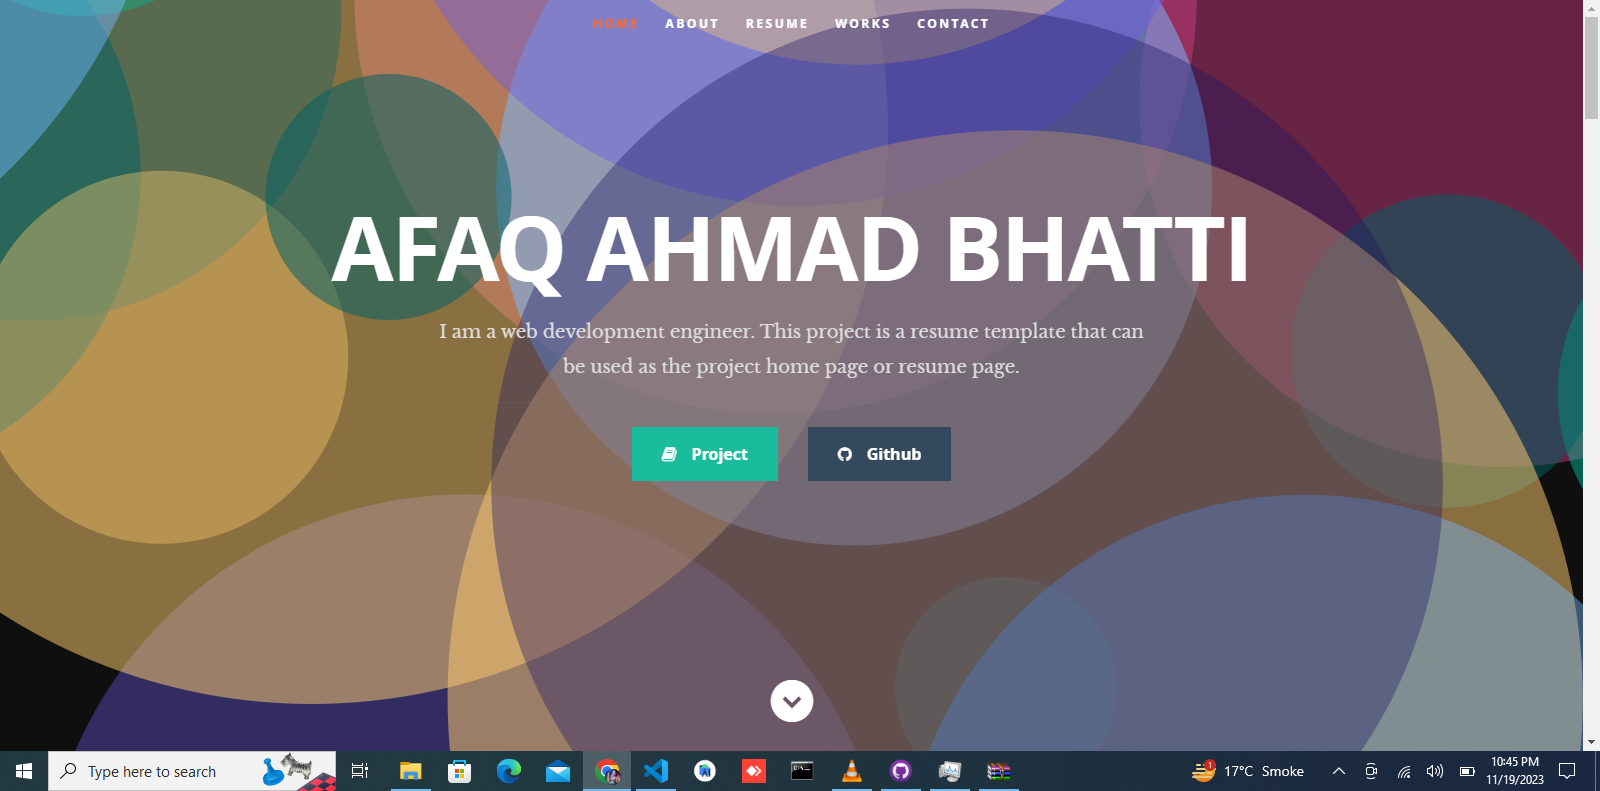 HOME ABOUT RESUME WORKS CONTACT
AFAQ AHMAD BHATTI
I am a web development engineer. This project is a resume template that can
be used as the project home page or resume page.
Project Github
Type here to search
1
17°C Smoke
10:45 PM
11/19/2023